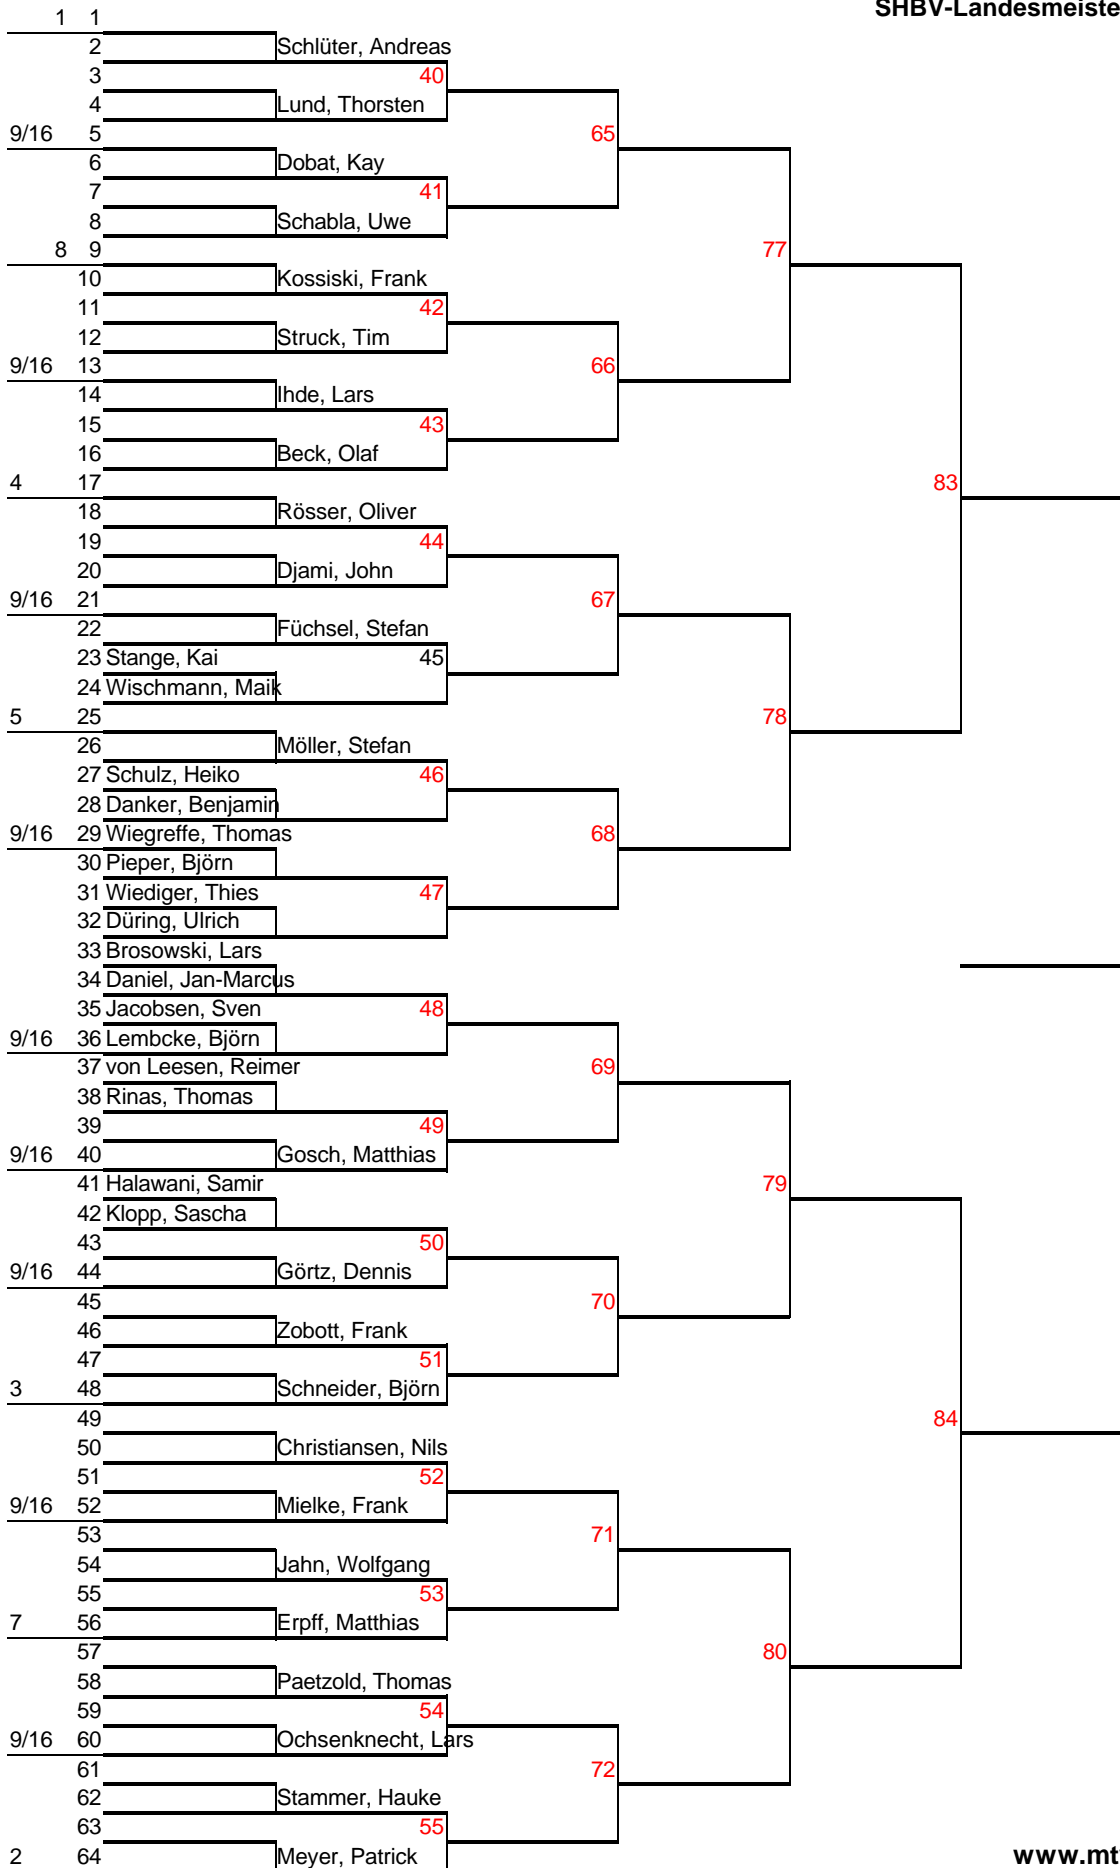 SHBV-Landesmeiste
1 1
2 Schlüter, Andreas
3 40
4 Lund, Thorsten
9/16 5 65
6 Dobat, Kay
7 41
8 Schabla, Uwe
8 9 77
10 Kossiski, Frank
11 42
12 Struck, Tim
9/16 13 66
14 Ihde, Lars
15 43
16 Beck, Olaf
4 17 83
18 Rösser, Oliver
19 44
20 Djami, John
9/16 21 67
22 Füchsel, Stefan
23 Stange, Kai 45
24 Wischmann, Maik
5 25 78
26 Möller, Stefan
27 Schulz, Heiko 46
28 Danker, Benjamin
9/16 29 Wiegreffe, Thomas 68
30 Pieper, Björn
31 Wiediger, Thies 47
32 Düring, Ulrich
33 Brosowski, Lars
34 Daniel, Jan-Marcus
35 Jacobsen, Sven 48
9/16 36 Lembcke, Björn
37 von Leesen, Reimer 69
38 Rinas, Thomas
39 49
9/16 40 Gosch, Matthias
41 Halawani, Samir 79
42 Klopp, Sascha
43 50
9/16 44 Görtz, Dennis
45 70
46 Zobott, Frank
47 51
3 48 Schneider, Björn
49 84
50 Christiansen, Nils
51 52
9/16 52 Mielke, Frank
53 71
54 Jahn, Wolfgang
55 53
7 56 Erpff, Matthias
57 80
58 Paetzold, Thomas
59 54
9/16 60 Ochsenknecht, Lars
61 72
62 Stammer, Hauke
63 55
2 64 Meyer, Patrick www.mt